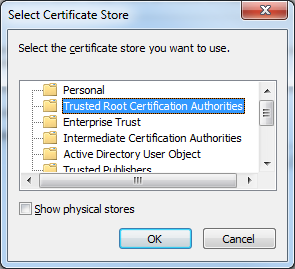 Select Certificate Store
Select the certificate store you want to use.
Personal
Trusted Root Certification Authorities
Enterprise Trust
Intermediate Certification Authorities
Active Directory User Object
Trusted Publishers
Show physical stores
OK
Cancel